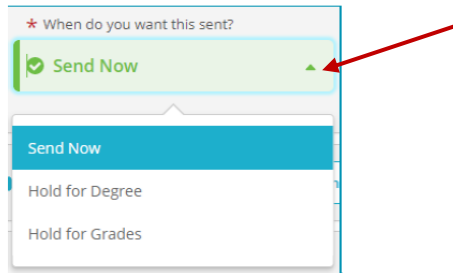 * When do you want this sent?
Send Now
Send Now
Hold for Degree
Hold for Grades